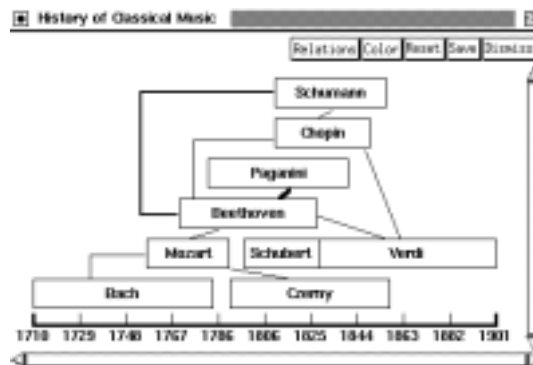 History of Classical Music
Relations Color Reset Save Dismiss
Schumann
Chopin
Paganini
Beethoven
Mozart Schubert Verdi
Bach Czerny
1710 1729 1748 1767 1786 1806 1825 1844 1863 1882 1901